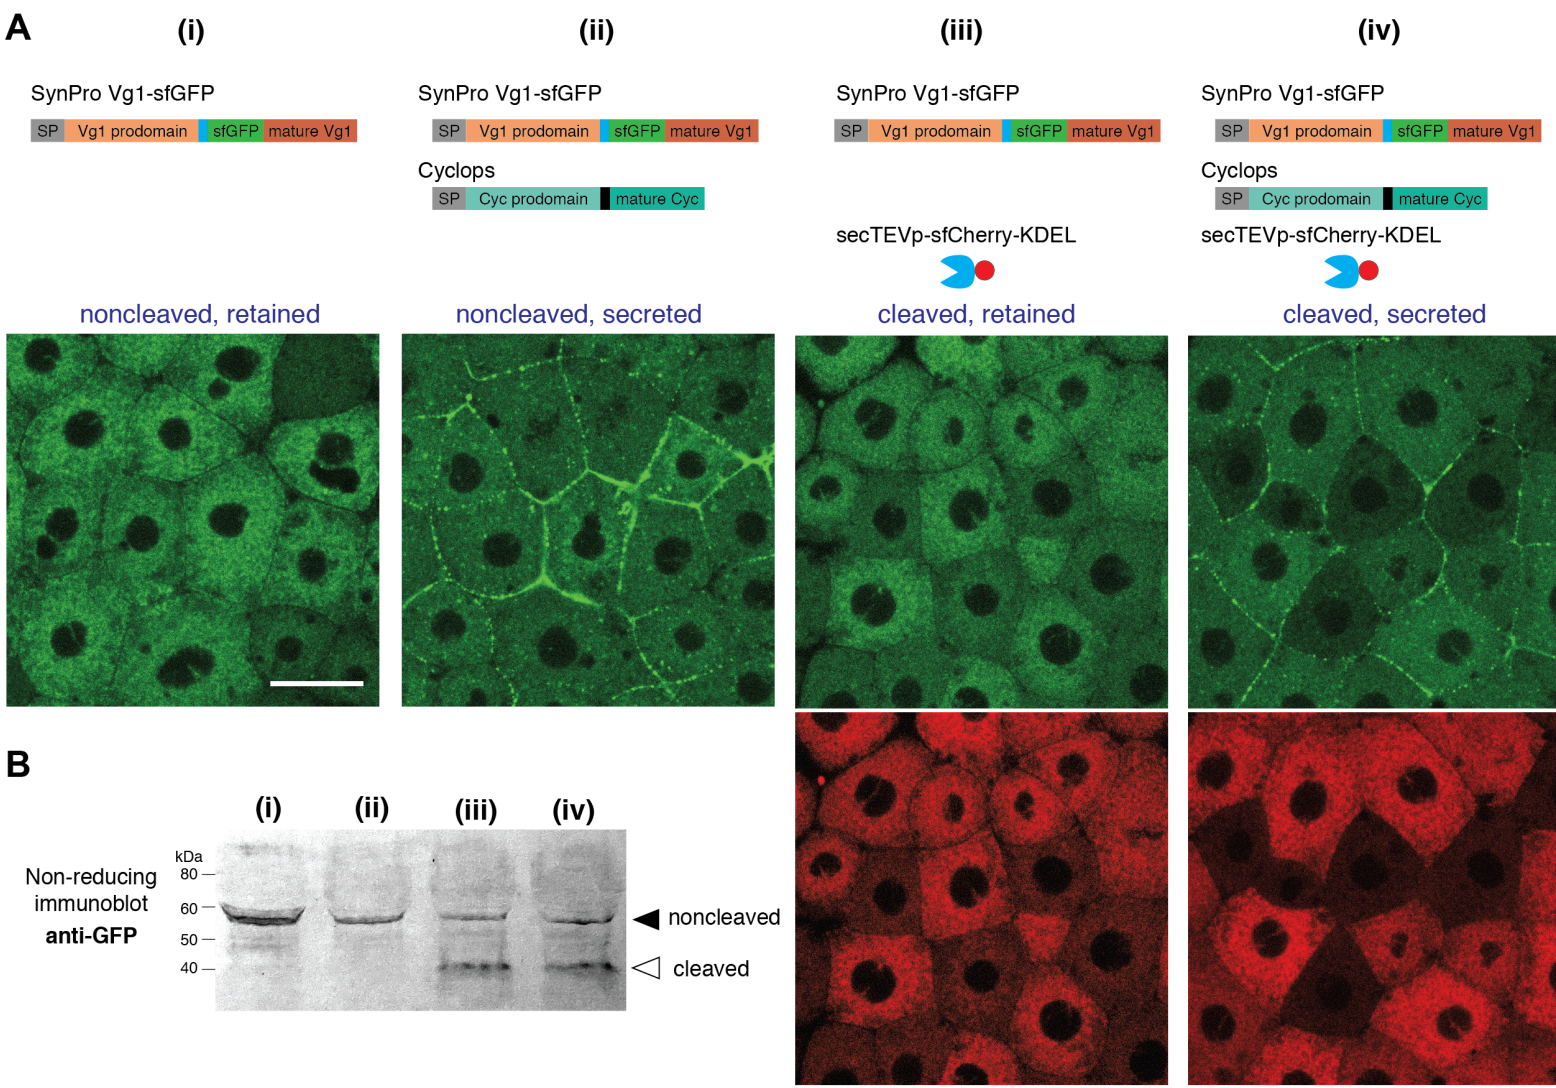 A
(i)
(ii)
(iii)
(iv)
SynPro Vg1-sfGFP
SynPro Vg1-sfGFP
SynPro Vg1-sfGFP
SynPro Vg1-sfGFP
SP Vg1 prodomain sfGFP mature Vg1
SP Vg1 prodomain sfGFP mature Vg1
SP Vg1 prodomain sfGFP mature Vg1
SP Vg1 prodomain sfGFP mature Vg1
Cyclops
Cyclops
SP Cyc prodomain mature Cyc
SP Cyc prodomain mature Cyc
secTEVp-sfCherry-KDEL
secTEVp-sfCherry-KDEL
noncleaved, retained
noncleaved, secreted
cleaved, retained
cleaved, secreted
B
(i)
(ii)
(iii)
(iv)
Non-reducing
immunoblot
anti-GFP
kDa
80
60
50
40
noncleaved
cleaved